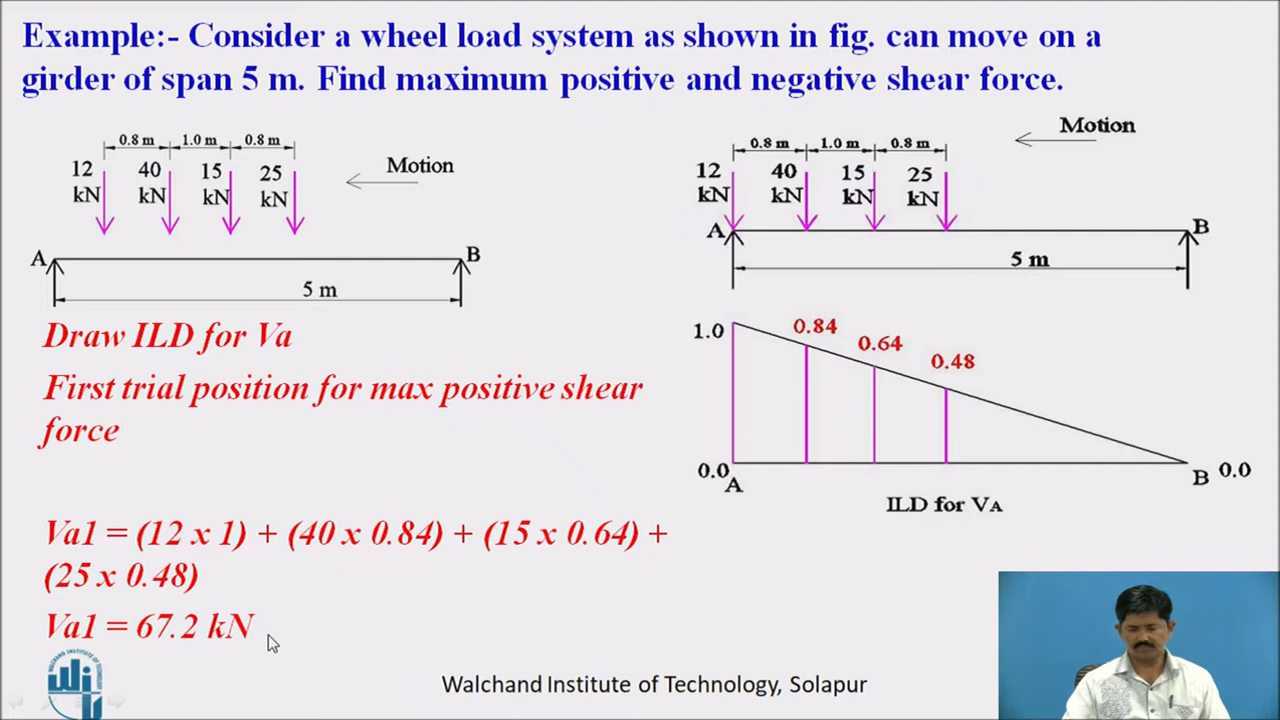 Example:- Consider a wheel load system as shown in fig. can move on a
girder of span 5 m. Find maximum positive and negative shear force.
0.8 m 1.0 m 0.8 m
12 40 15 25
kN kN kN kN
Motion
A B
5 m
Draw ILD for Va
First trial position for max positive shear
force
Va1 = (12 x 1) + (40 x 0.84) + (15 x 0.64) +
(25 x 0.48)
Va1 = 67.2 kN
Motion
0.8 m 1.0 m 0.8 m
12 40 15 25
kN kN kN kN
A B
5 m
1.0 0.84 0.64 0.48
0.0 A B 0.0
ILD for VA
WALCHAND INSTITUTE OF TECHNOLOGY
WIT
Walchand Institute of Technology, Solapur